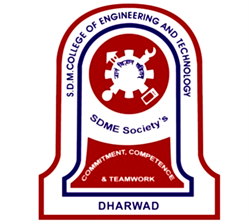 S.D.M.COLLEGE OF ENGINEERING AND TECHNOLOGY
SDME Society's
COMMITMENT, COMPETENCE
& TEAMWORK
DHARWAD